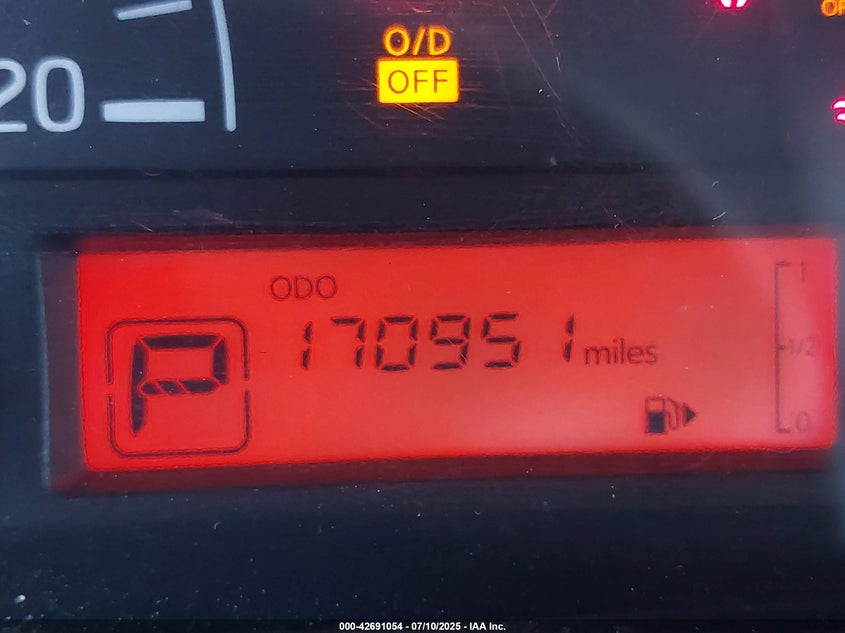 20
O/D
OFF
ODO
170951 miles
P
1
1/2
0
000-42691054 - 07/10/2025 - IAA Inc.